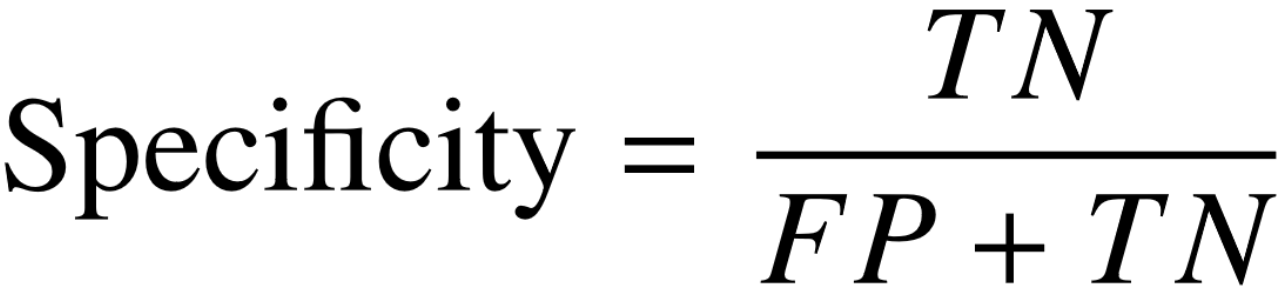 Specificity = TN / FP + TN